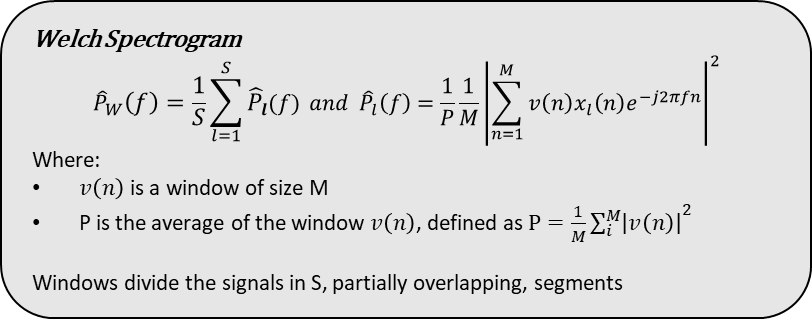 Welch Spectrogram
P̂_W(f) = 1/S ∑_{l=1}^{S} P̂_l(f) and P̂_l(f) = 1/P 1/M |∑_{n=1}^{M} v(n)x_l(n)e^{−j2πfn}|^2
Where:
• v(n) is a window of size M
• P is the average of the window v(n), defined as P = 1/M ∑_i^M |v(n)|^2
Windows divide the signals in S, partially overlapping, segments